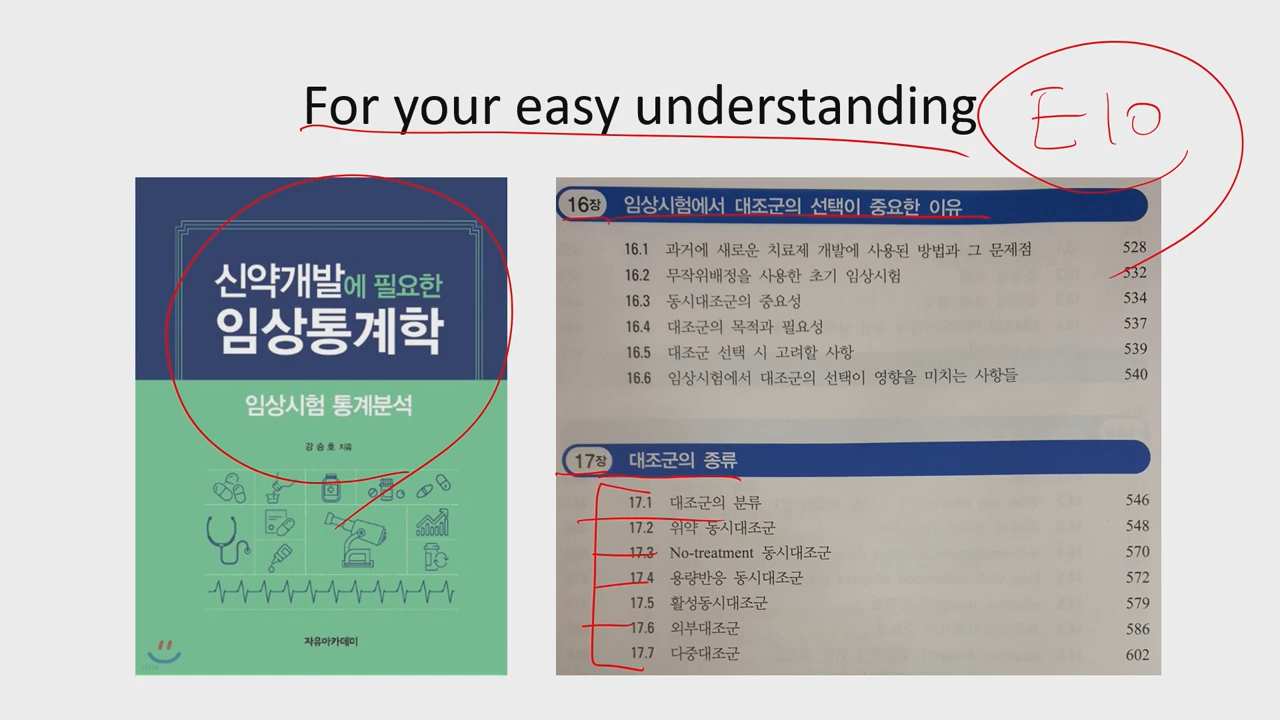 For your easy understanding
E10
신약개발에 필요한
임상통계학
임상시험 통계분석
강승호 지음
자유아카데미
16장 임상시험에서 대조군의 선택이 중요한 이유
16.1 과거에 새로운 치료제 개발에 사용된 방법과 그 문제점 528
16.2 무작위배정을 사용한 초기 임상시험 532
16.3 동시대조군의 중요성 534
16.4 대조군의 목적과 필요성 537
16.5 대조군 선택 시 고려할 사항 539
16.6 임상시험에서 대조군의 선택이 영향을 미치는 사항들 540
17장 대조군의 종류
17.1 대조군의 분류 546
17.2 위약 동시대조군 548
17.3 No-treatment 동시대조군 570
17.4 용량반응 동시대조군 572
17.5 활성동시대조군 579
17.6 외부대조군 586
17.7 다중대조군 602